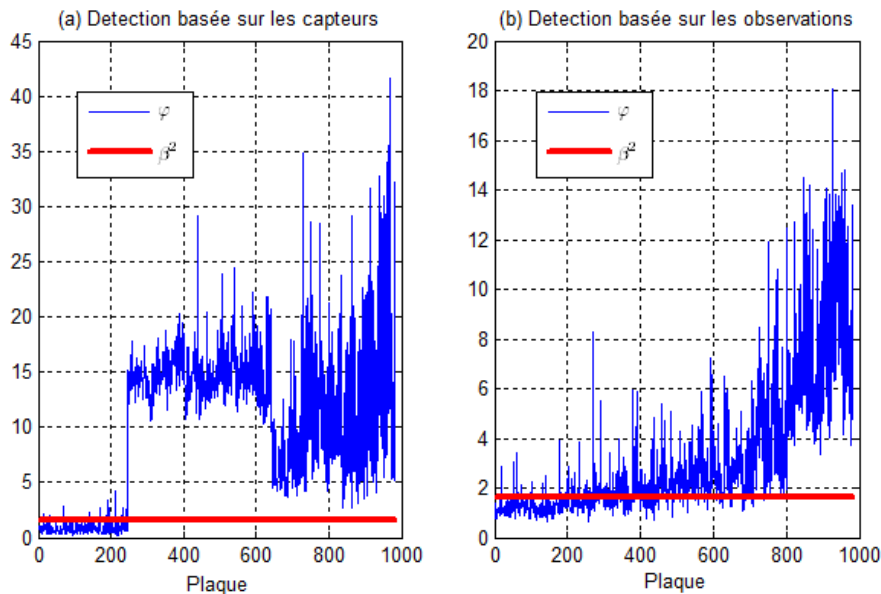 (a) Detection basée sur les capteurs
45
40
35
30
25
20
15
10
5
0
φ
β²
0 200 400 600 800 1000
Plaque
(b) Detection basée sur les observations
20
18
16
14
12
10
8
6
4
2
0
φ
β²
0 200 400 600 800 1000
Plaque